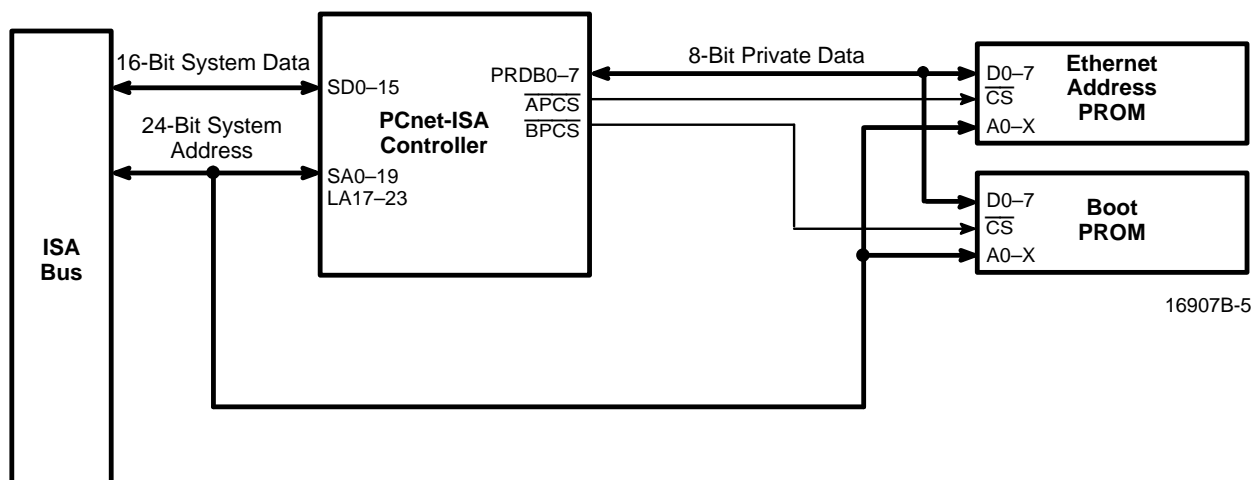 ISA
Bus
16-Bit System Data
24-Bit System
Address
SD0–15
PCnet-ISA
Controller
SA0–19
LA17–23
PRDB0–7
APCS
BPCS
8-Bit Private Data
D0–7
CS
A0–X
Ethernet
Address
PROM
D0–7
CS
A0–X
Boot
PROM
16907B-5